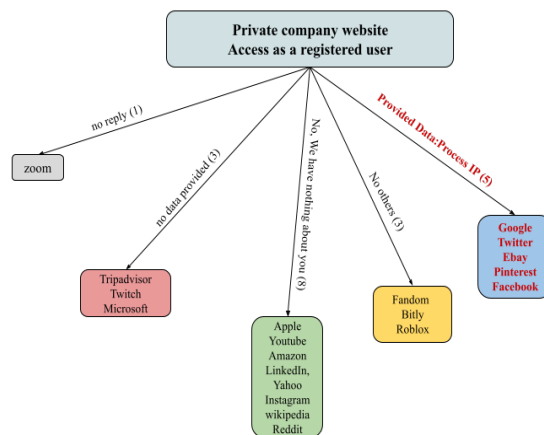 Private company website
Access as a registered user
no reply (1)
no data provided (3)
No, We have nothing about you (8)
No others (3)
Provided Data:Process IP (5)
zoom
Tripadvisor
Twitch
Microsoft
Apple
Youtube
Amazon
LinkedIn,
Yahoo
Instagram
wikipedia
Reddit
Fandom
Bitly
Roblox
Google
Twitter
Ebay
Pinterest
Facebook